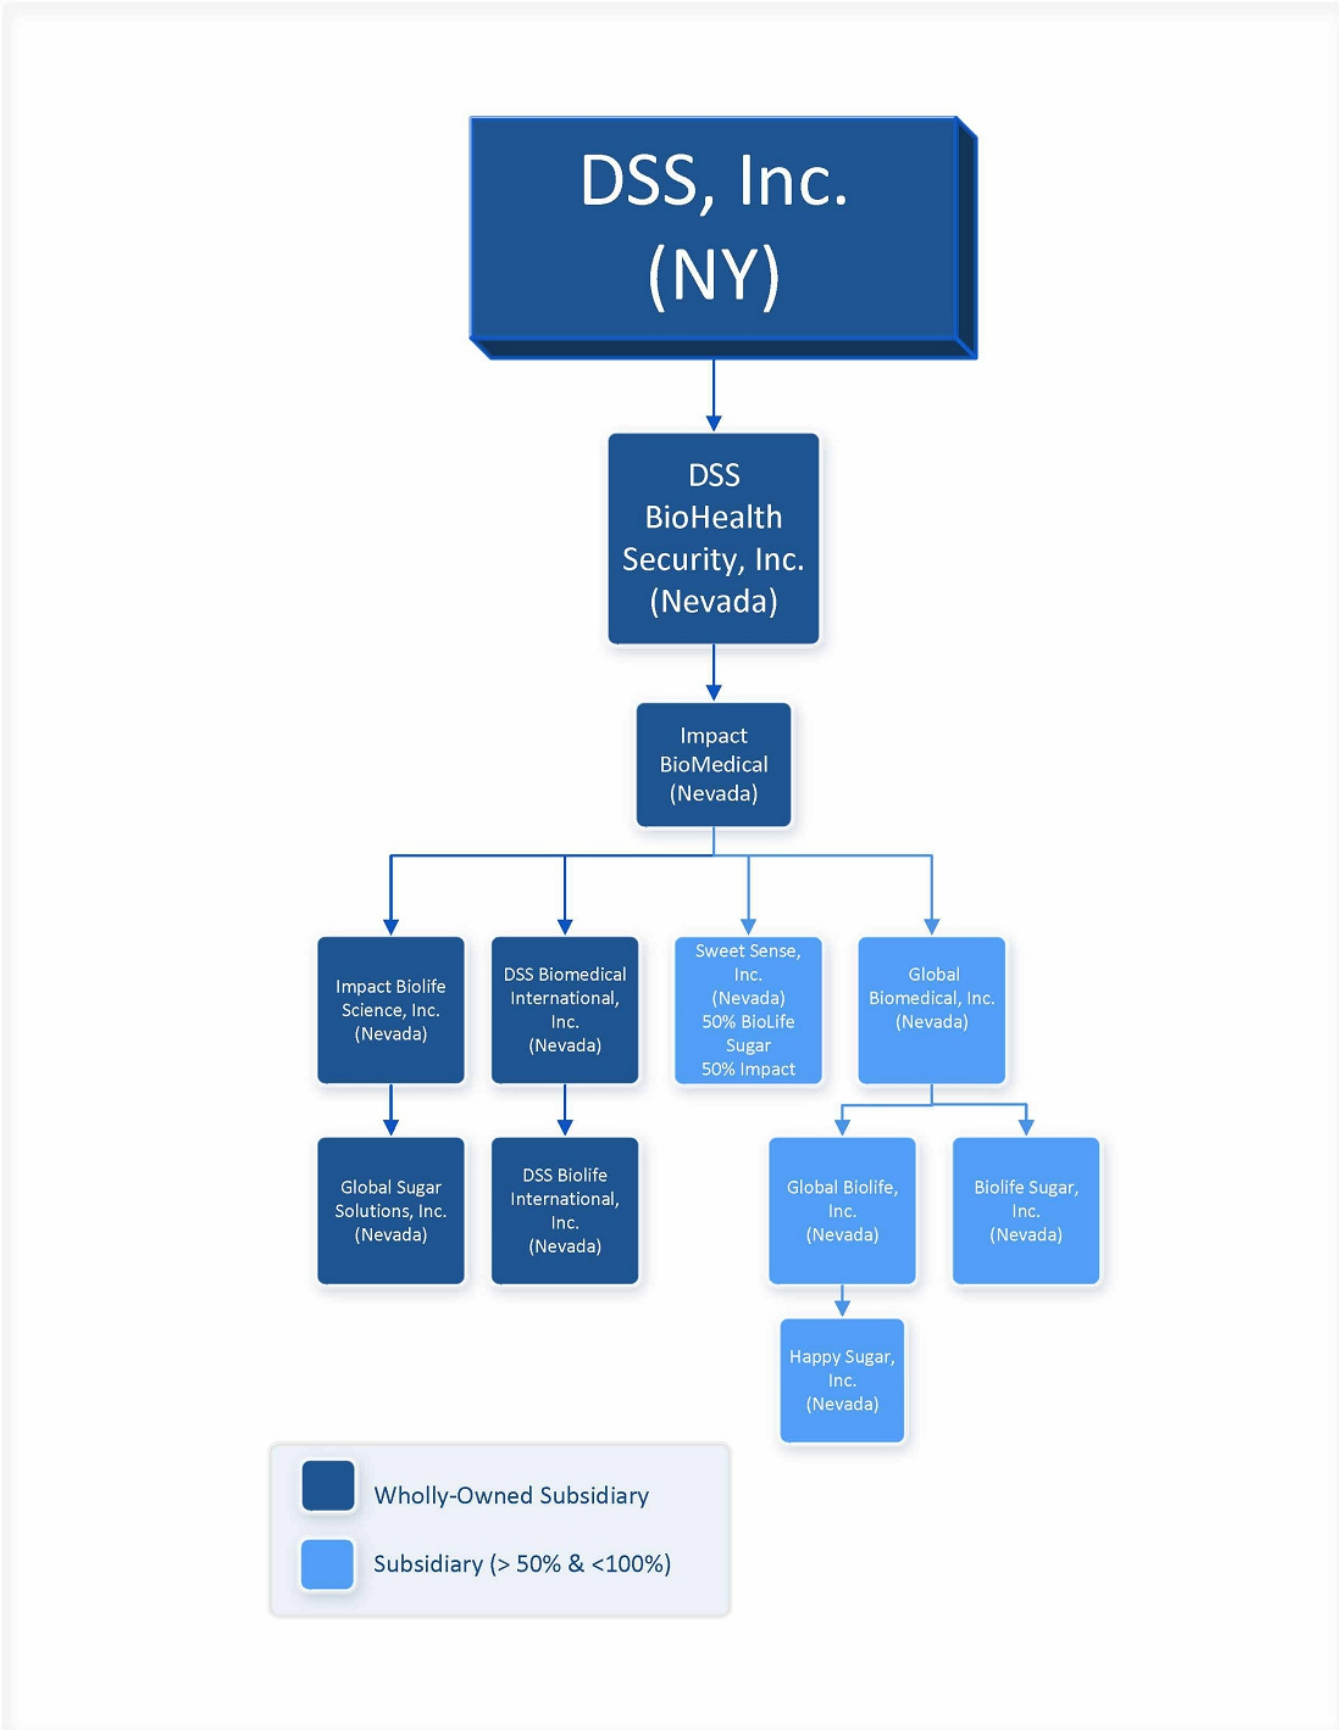 DSS, Inc.
(NY)
DSS
BioHealth
Security, Inc.
(Nevada)
Impact
BioMedical
(Nevada)
Impact Biolife
Science, Inc.
(Nevada)
DSS Biomedical
International,
Inc.
(Nevada)
Sweet Sense,
Inc.
(Nevada)
50% BioLife
Sugar
50% Impact
Global
Biomedical, Inc.
(Nevada)
Global Sugar
Solutions, Inc.
(Nevada)
DSS Biolife
International,
Inc.
(Nevada)
Global Biolife,
Inc.
(Nevada)
Biolife Sugar,
Inc.
(Nevada)
Happy Sugar,
Inc.
(Nevada)
Wholly-Owned Subsidiary
Subsidiary (> 50% & <100%)